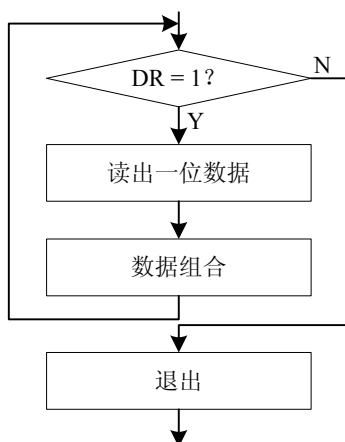 DR = 1?
N
Y
读出一位数据
数据组合
退出